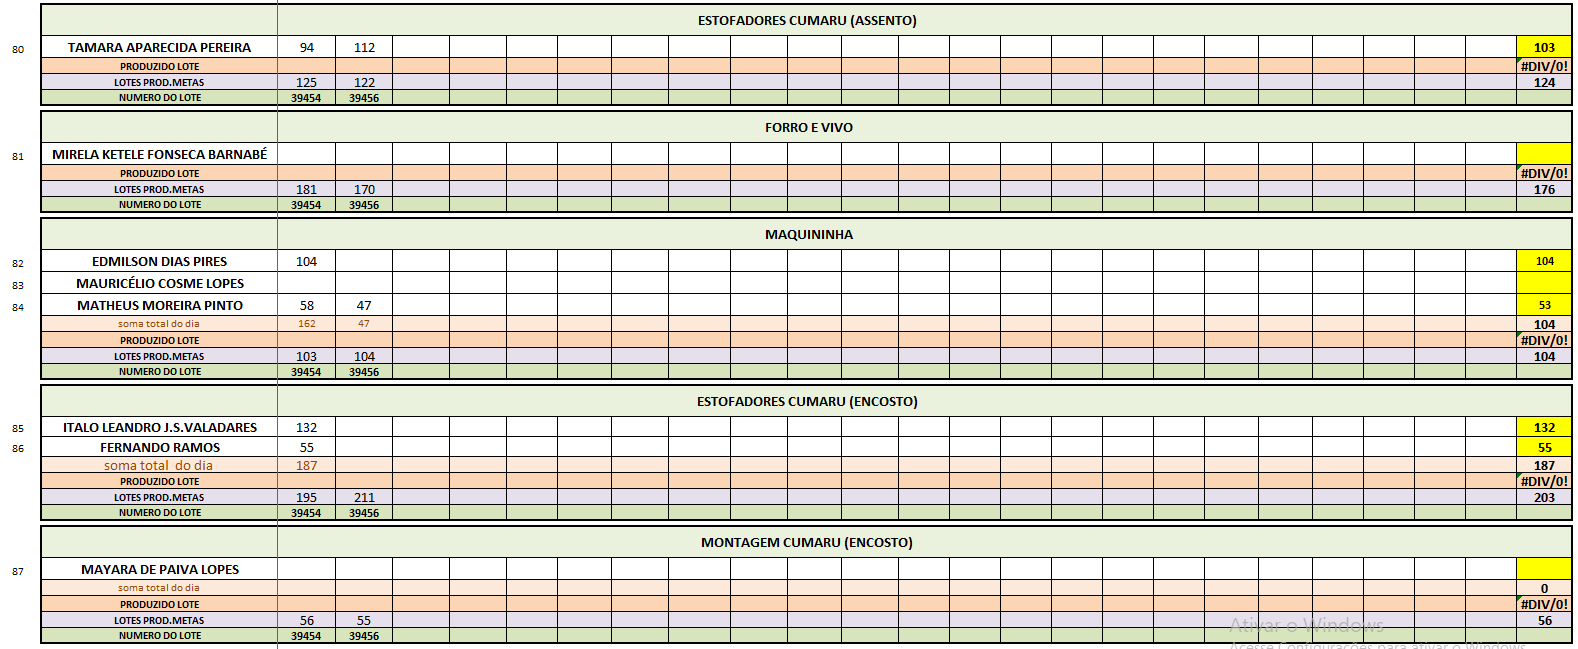 ESTOFADORES CUMARU (ASSENTO)
80 TAMARA APARECIDA PEREIRA 94 112 103
PRODUZIDO LOTE #DIV/0!
LOTES PROD.METAS 125 122 124
NUMERO DO LOTE 39454 39456
FORRO E VIVO
81 MIRELA KETELE FONSECA BARNABÉ
PRODUZIDO LOTE #DIV/0!
LOTES PROD.METAS 181 170 176
NUMERO DO LOTE 39454 39456
MAQUININHA
82 EDMILSON DIAS PIRES 104 104
83 MAURICÉLIO COSME LOPES
84 MATHEUS MOREIRA PINTO 58 47 53
soma total do dia 162 47 104
PRODUZIDO LOTE #DIV/0!
LOTES PROD.METAS 103 104 104
NUMERO DO LOTE 39454 39456
ESTOFADORES CUMARU (ENCOSTO)
85 ITALO LEANDRO J.S.VALADARES 132 132
86 FERNANDO RAMOS 55 55
soma total do dia 187 187
PRODUZIDO LOTE #DIV/0!
LOTES PROD.METAS 195 211 203
NUMERO DO LOTE 39454 39456
MONTAGEM CUMARU (ENCOSTO)
87 MAYARA DE PAIVA LOPES
soma total do dia 0
PRODUZIDO LOTE #DIV/0!
LOTES PROD.METAS 56 55 56
NUMERO DO LOTE 39454 39456
Ativar o Windows
Acesse Configurações para ativar o Windows.